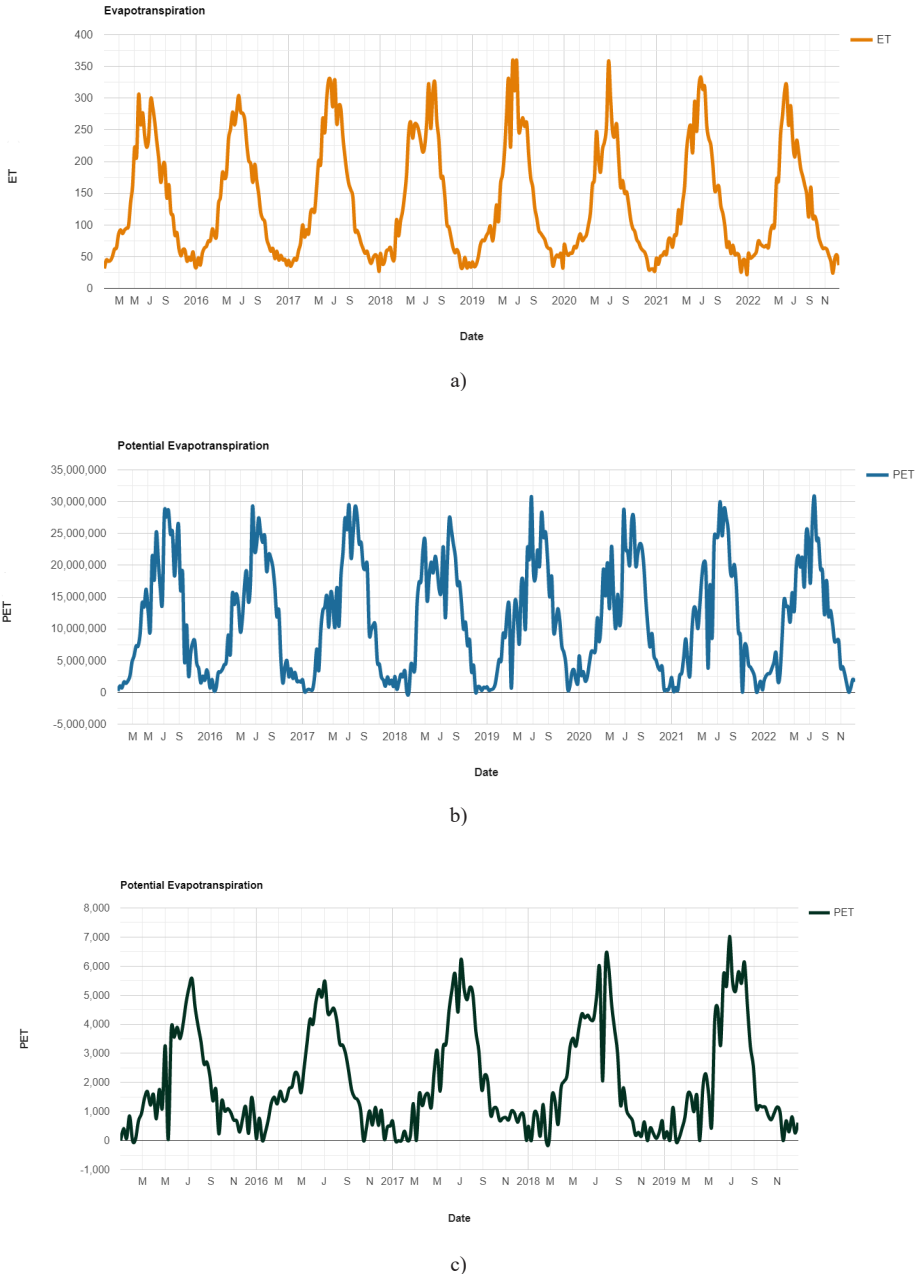 Evapotranspiration
400
350
300
250
200
150
100
50
0
ET
ET
M M J S 2016 M J S 2017 M J S 2018 M J S 2019 M J S 2020 M J S 2021 M J S 2022 M J S N
Date
a)
Potential Evapotranspiration
35,000,000
30,000,000
25,000,000
20,000,000
15,000,000
10,000,000
5,000,000
0
-5,000,000
PET
PET
M M J S 2016 M J S 2017 M J S 2018 M J S 2019 M J S 2020 M J S 2021 M J S 2022 M J S N
Date
b)
Potential Evapotranspiration
8,000
7,000
6,000
5,000
4,000
3,000
2,000
1,000
0
-1,000
PET
PET
M M J S N 2016 M M J S N 2017 M M J S N 2018 M M J S N 2019 M M J S N
Date
c)